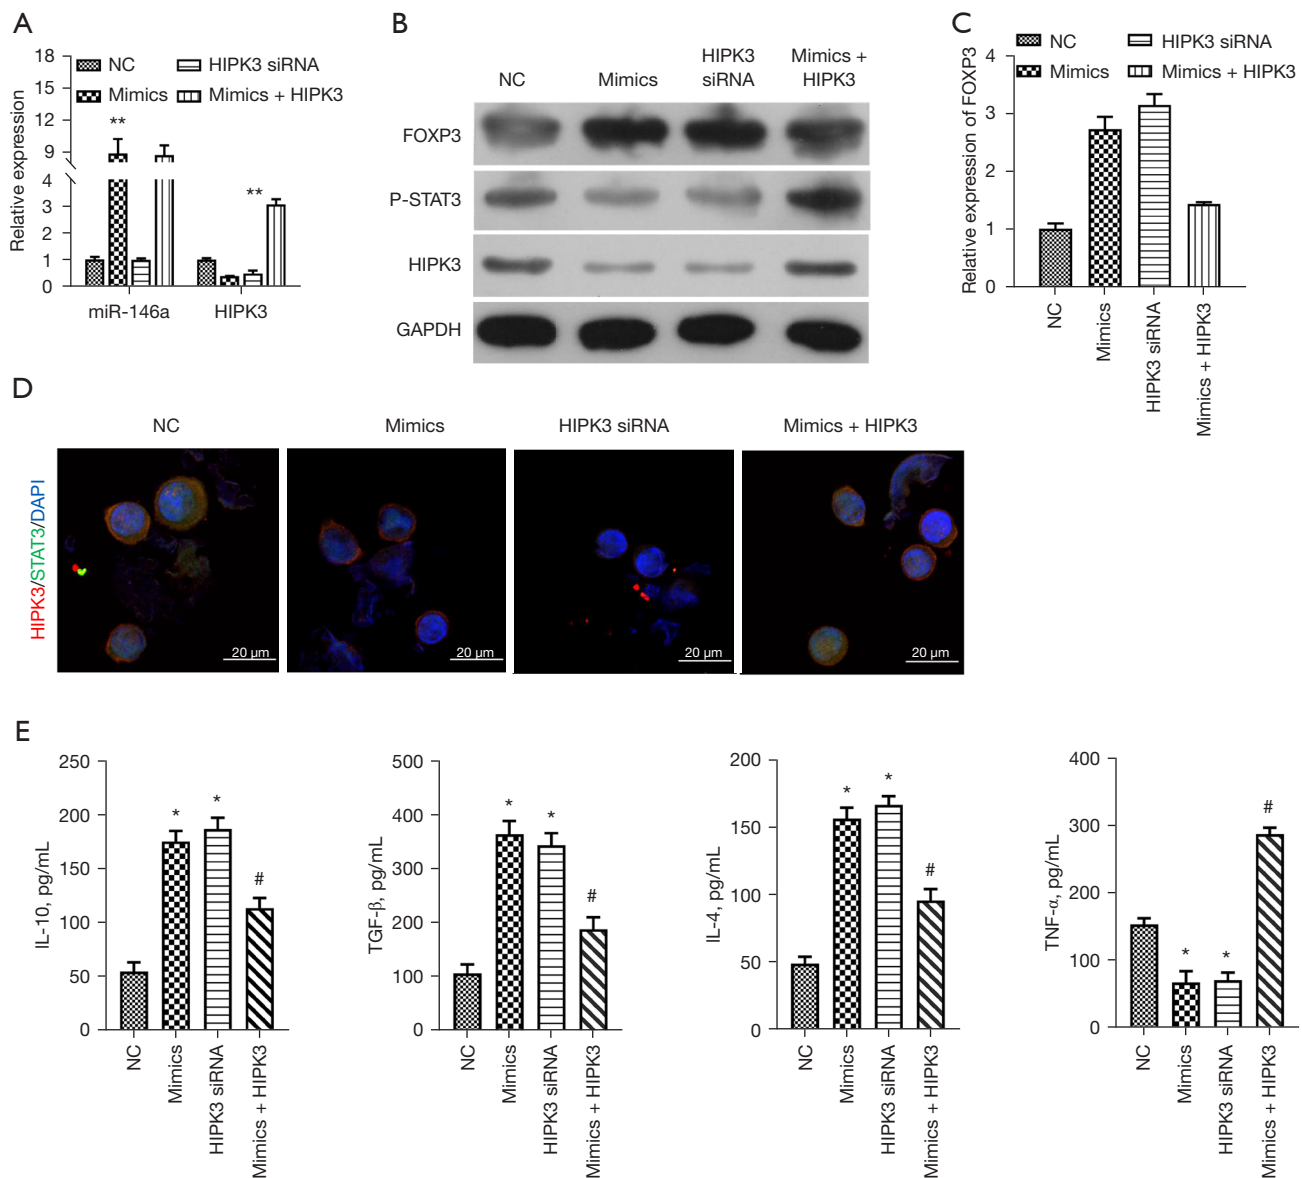 A
18
15
12
9
4
3
2
1
0
Relative expression
NC
HIPK3 siRNA
Mimics
Mimics + HIPK3
**
**
miR-146a
HIPK3
B
NC
Mimics
HIPK3
siRNA
Mimics +
HIPK3
FOXP3
P-STAT3
HIPK3
GAPDH
C
NC
HIPK3 siRNA
Mimics
Mimics + HIPK3
Relative expression of FOXP3
4
3
2
1
0
NC
Mimics
HIPK3 siRNA
Mimics + HIPK3
D
NC
Mimics
HIPK3 siRNA
Mimics + HIPK3
HIPK3/STAT3/DAPI
20 μm
20 μm
20 μm
20 μm
E
IL-10, pg/mL
250
200
150
100
50
0
*
*
#
NC
Mimics
HIPK3 siRNA
Mimics + HIPK3
TGF-β, pg/mL
500
400
300
200
100
0
*
*
#
NC
Mimics
HIPK3 siRNA
Mimics + HIPK3
IL-4, pg/mL
200
150
100
50
0
*
*
#
NC
Mimics
HIPK3 siRNA
Mimics + HIPK3
TNF-α, pg/mL
400
300
200
100
0
*
*
#
NC
Mimics
HIPK3 siRNA
Mimics + HIPK3